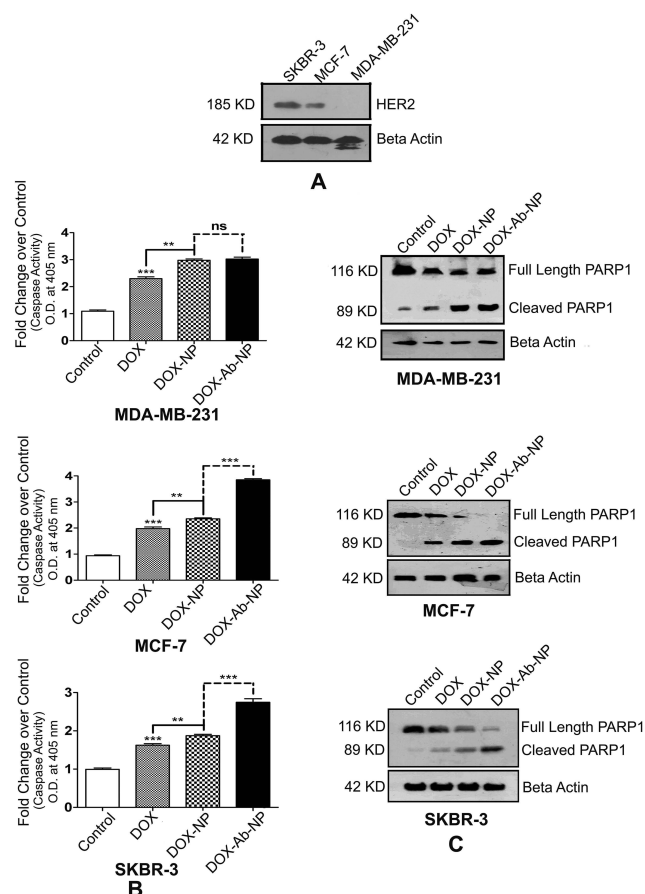 SKBR-3 MCF-7 MDA-MB-231
185 KD HER2
42 KD Beta Actin
A
Fold Change over Control
(Caspase Activity)
O.D. at 405 nm
4
3
2
1
0
ns
**
***
Control DOX DOX-NP DOX-Ab-NP
MDA-MB-231
Control DOX DOX-NP DOX-Ab-NP
116 KD Full Length PARP1
89 KD Cleaved PARP1
42 KD Beta Actin
MDA-MB-231
Fold Change over Control
(Caspase Activity)
O.D. at 405 nm
4
3
2
1
0
***
**
***
Control DOX DOX-NP DOX-Ab-NP
MCF-7
Control DOX DOX-NP DOX-Ab-NP
116 KD Full Length PARP1
89 KD Cleaved PARP1
42 KD Beta Actin
MCF-7
Fold Change over Control
(Caspase Activity)
O.D. at 405 nm
3
2
1
0
***
**
***
Control DOX DOX-NP DOX-Ab-NP
SKBR-3
B
Control DOX DOX-NP DOX-Ab-NP
116 KD Full Length PARP1
89 KD Cleaved PARP1
42 KD Beta Actin
SKBR-3
C